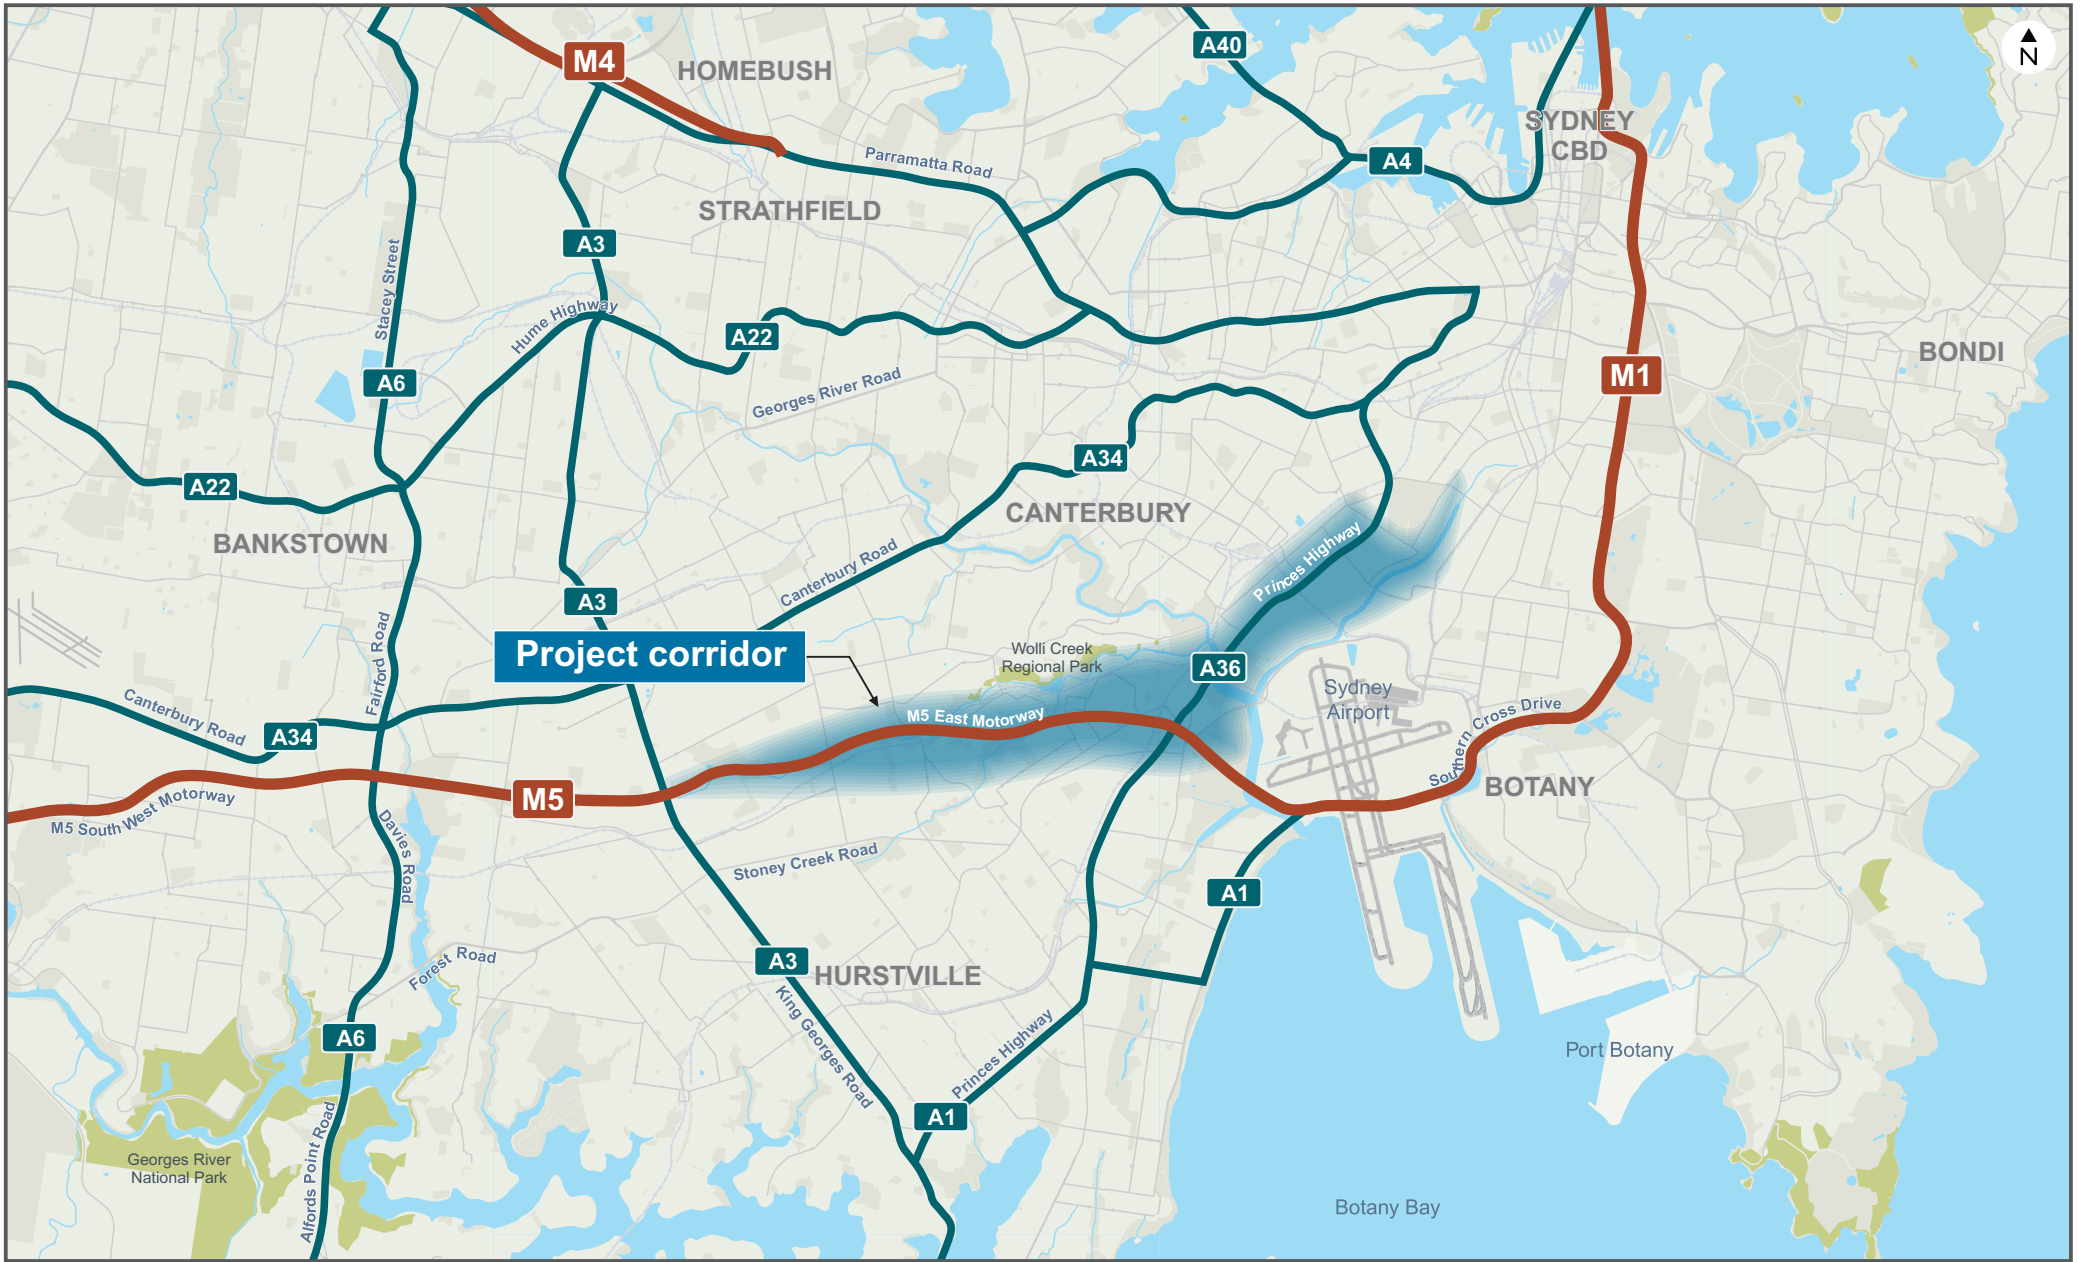 M4
HOMEBUSH
A40
N
SYDNEY
CBD
Parramatta Road
A4
STRATHFIELD
A3
Stacey Street
Hume Highway
A22
A6
Georges River Road
M1
BONDI
A34
A22
CANTERBURY
BANKSTOWN
Princes Highway
Canterbury Road
A3
Fairford Road
Project corridor
Wolli Creek
Regional Park
A36
Sydney
Airport
Canterbury Road
A34
M5 East Motorway
Southern Cross Drive
M5
BOTANY
M5 South West Motorway
Davies Road
Stoney Creek Road
A1
Forest Road
A3
HURSTVILLE
King Georges Road
A6
Princes Highway
Port Botany
A1
Georges River
National Park
Alfords Point Road
Botany Bay